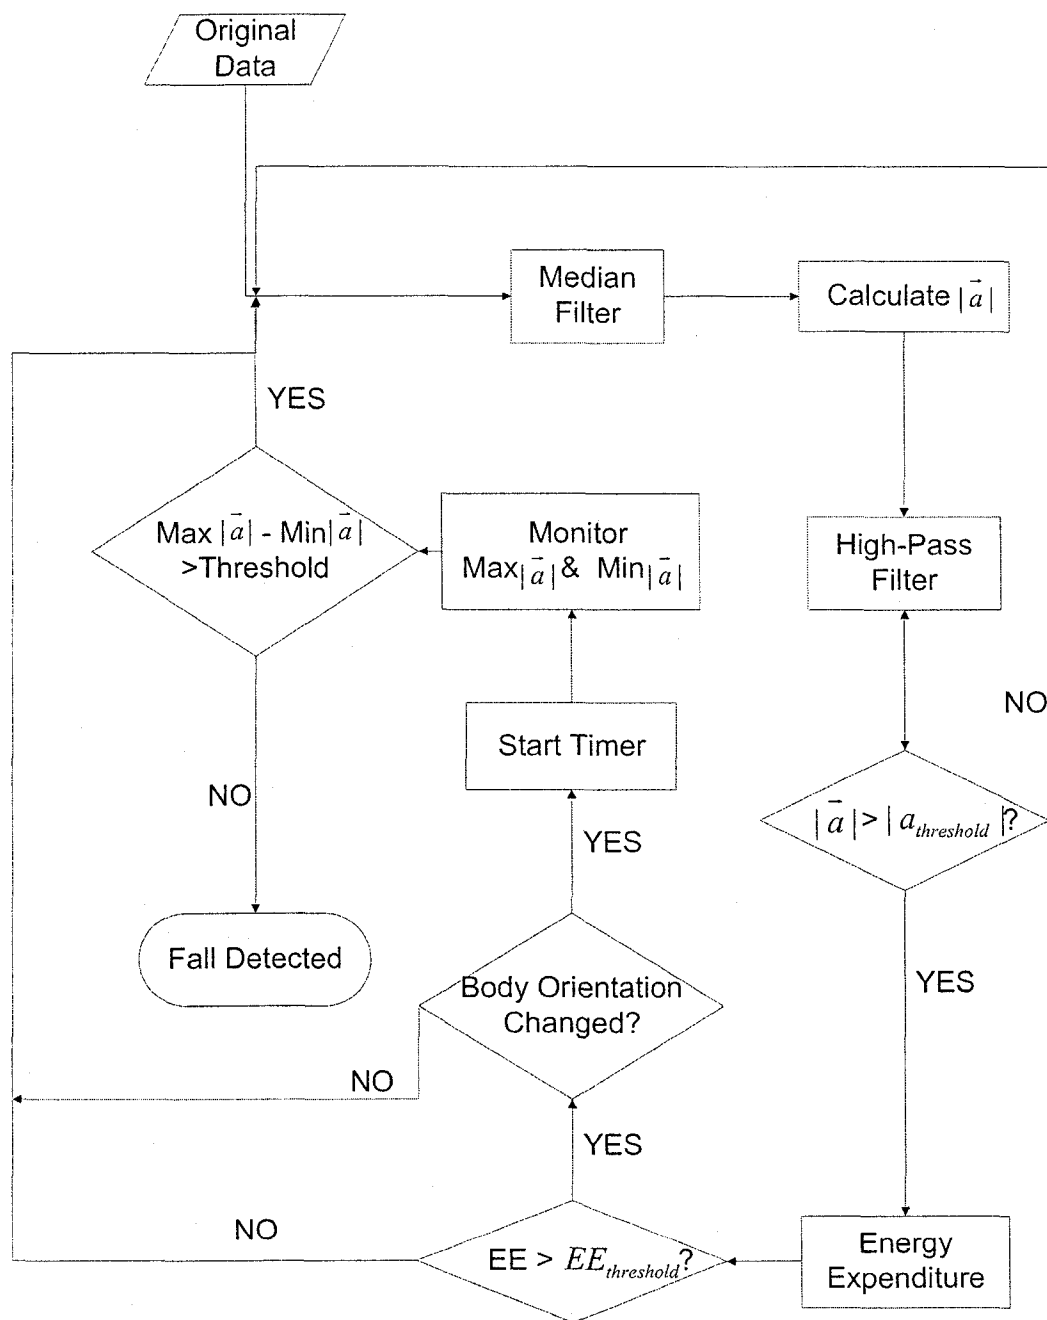 Original
Data
Median
Filter
Calculate |a⃗|
YES
Max |a⃗| - Min|a⃗|
>Threshold
Monitor
Max|a⃗| & Min|a⃗|
High-Pass
Filter
NO
Start Timer
NO
|a⃗| > | a_threshold |?
YES
Fall Detected
Body Orientation
Changed?
YES
NO
YES
NO
EE > EE_threshold?
Energy
Expenditure